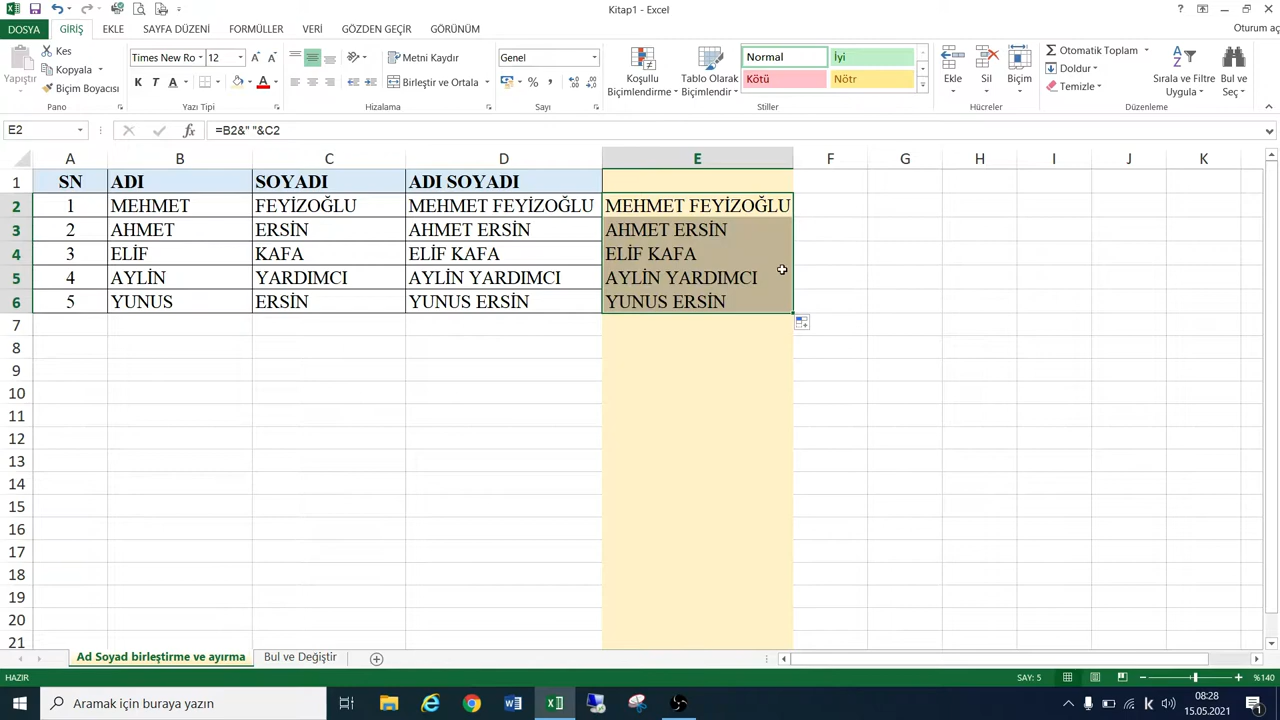 Kitap1 - Excel
DOSYA GİRİŞ EKLE SAYFA DÜZENİ FORMÜLLER VERİ GÖZDEN GEÇİR GÖRÜNÜM Oturum aç
Yapıştır
Kes
Kopyala
Biçim Boyacısı
Pano
Times New Ro 12
K T A
Yazı Tipi
Metni Kaydır
Birleştir ve Ortala
Hizalama
Genel
Sayı
Koşullu Biçimlendirme
Tablo Olarak Biçimlendir
Normal İyi
Kötü Nötr
Stiller
Ekle Sil Biçim
Hücreler
Otomatik Toplam
Doldur
Temizle
Sırala ve Filtre Uygula
Bul ve Seç
Düzenleme
E2 fx =B2&" "&C2
A B C D E F G H I J K
1 SN ADI SOYADI ADI SOYADI
2 1 MEHMET FEYİZOĞLU MEHMET FEYİZOĞLU MEHMET FEYİZOĞLU
3 2 AHMET ERSİN AHMET ERSİN AHMET ERSİN
4 3 ELİF KAFA ELİF KAFA ELİF KAFA
5 4 AYLİN YARDIMCI AYLİN YARDIMCI AYLİN YARDIMCI
6 5 YUNUS ERSİN YUNUS ERSİN YUNUS ERSİN
7
8
9
10
11
12
13
14
15
16
17
18
19
20
21
Ad Soyad birleştirme ve ayırma Bul ve Değiştir
HAZIR SAY: 5 %140
Aramak için buraya yazın
08:28
15.05.2021